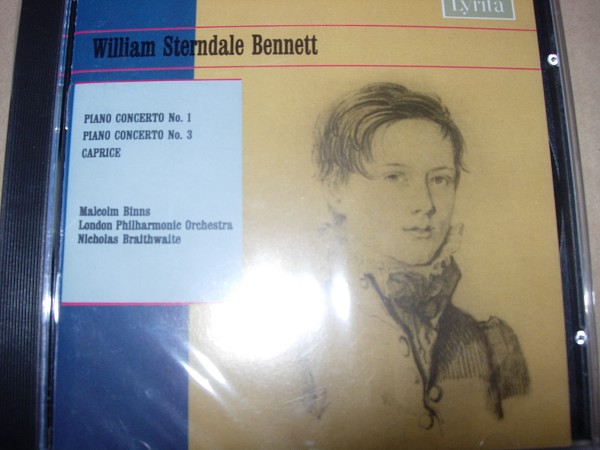 Lyrita
William Sterndale Bennett
PIANO CONCERTO No. 1
PIANO CONCERTO No. 3
CAPRICE
Malcolm Binns
London Philharmonic Orchestra
Nicholas Braithwaite